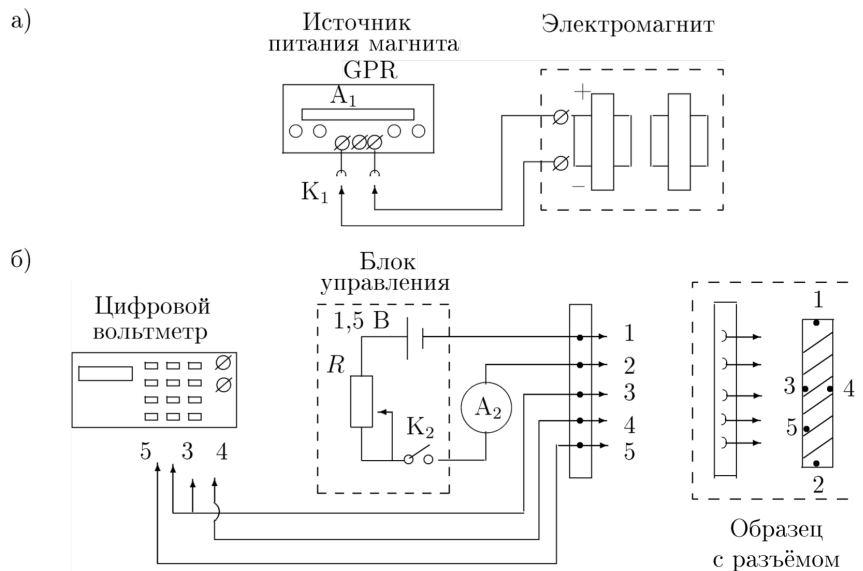 а)
Источник
питания магнита
GPR
A₁
K₁
Электромагнит
+
−
б)
Цифровой
вольтметр
5 3 4
Блок
управления
1,5 В
R
K₂
A₂
1
2
3
4
5
1
3
4
5
2
Образец
с разъёмом